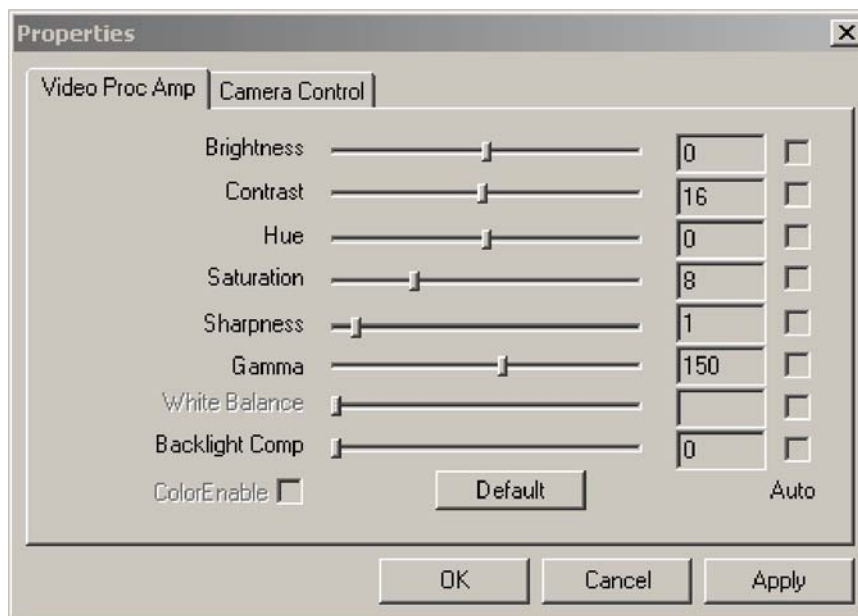 Properties
Video Proc Amp Camera Control
Brightness 0
Contrast 16
Hue 0
Saturation 8
Sharpness 1
Gamma 150
White Balance
Backlight Comp 0
ColorEnable Default Auto
OK Cancel Apply